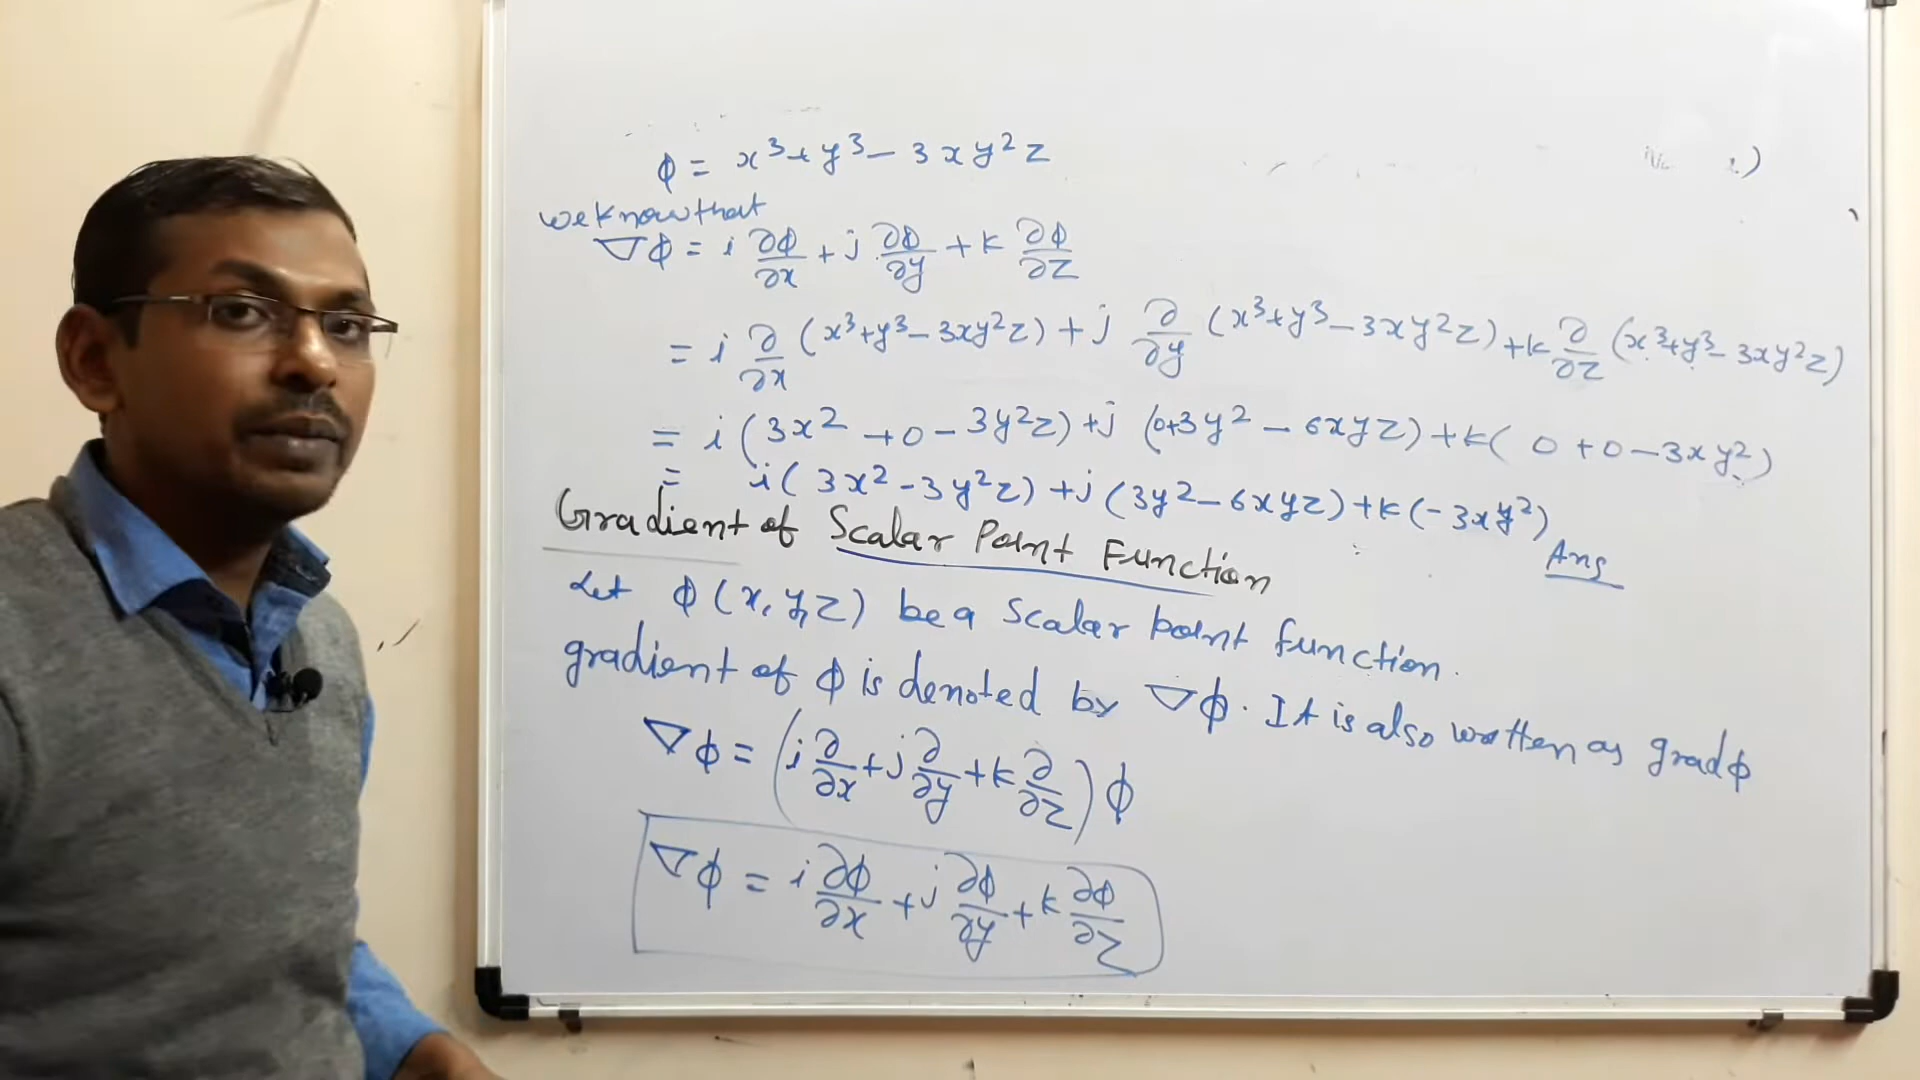 ϕ = x³+y³− 3xy²z
we know that
∇ϕ = i ∂ϕ/∂x + j ∂ϕ/∂y + k ∂ϕ/∂z
= i ∂/∂x (x³+y³−3xy²z) + j ∂/∂y (x³+y³−3xy²z) +k ∂/∂z (x³+y³−3xy²z)
= i (3x² +0−3y²z) +j (0+3y² − 6xyz) +k( 0+0−3xy²)
= i( 3x²−3y²z) +j (3y²−6xyz) +k (−3xy²) Ans
Gradient of Scalar Point Function
Let ϕ (x, y, z) be a scalar point function.
gradient of ϕ is denoted by ∇ϕ. It is also written as grad ϕ
∇ϕ = (i ∂/∂x + j ∂/∂y + k ∂/∂z) ϕ
∇ϕ = i ∂ϕ/∂x + j ∂ϕ/∂y + k ∂ϕ/∂z